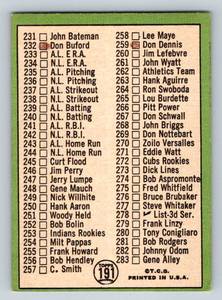 231 John Bateman
232 Don Buford
233 A.L. E.R.A.
234 N.L. E.R.A.
235 A.L. Pitching
236 N.L. Pitching
237 A.L. Strikeout
238 N.L. Strikeout
239 A.L. Batting
240 N.L. Batting
241 A.L. R.B.I.
242 N.L. R.B.I.
243 A.L. Home Run
244 N.L. Home Run
245 Curt Flood
246 Jim Perry
247 Jerry Lumpe
248 Gene Mauch
249 Nick Willhite
250 Hank Aaron
251 Woody Held
252 Bob Bolin
253 Indians Rookies
254 Milt Pappas
255 Frank Howard
256 Bob Hendley
257 C. Smith
258 Lee Maye
259 Don Dennis
260 Jim Lefebvre
261 John Wyatt
262 Athletics Team
263 Hank Aguirre
264 Ron Swoboda
265 Lou Burdette
266 Pitt Power
267 Don Schwall
268 John Briggs
269 Don Nottebart
270 Zoilo Versalles
271 Eddie Watt
272 Cubs Rookies
273 Dick Lines
274 Bob Aspromonte
275 Fred Whitfield
276 Bruce Brubaker
277 Steve Whitaker
278 List-3d Ser.
279 Frank Linzy
280 Tony Conigliaro
281 Bob Rodgers
282 Johnny Odom
283 Gene Alley
191
©T.C.G.
PRINTED IN U.S.A.